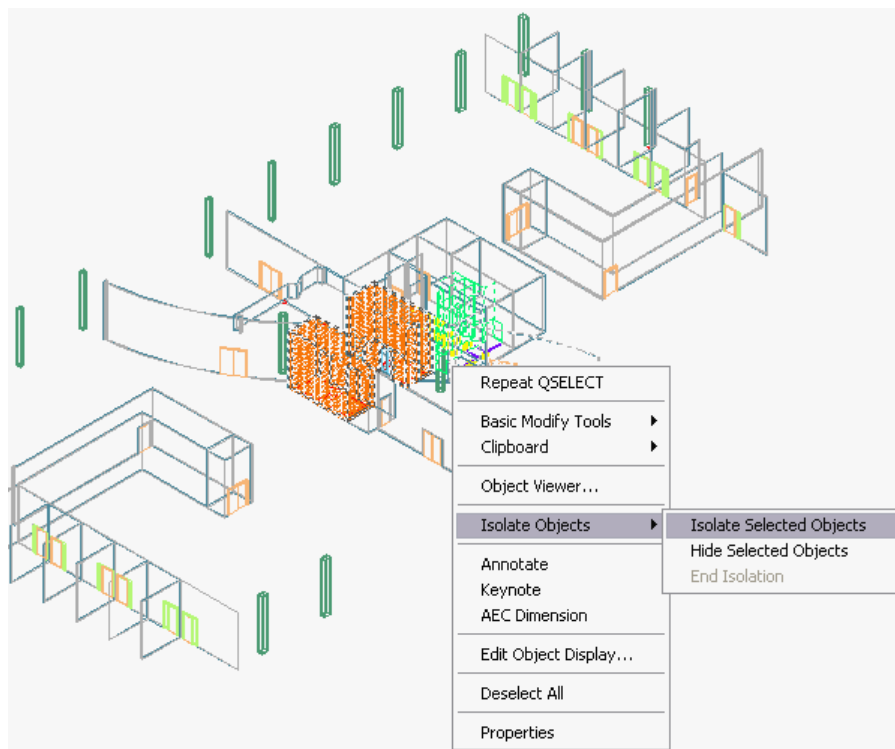 Repeat QSELECT
Basic Modify Tools
Clipboard
Object Viewer...
Isolate Objects
Isolate Selected Objects
Hide Selected Objects
End Isolation
Annotate
Keynote
AEC Dimension
Edit Object Display...
Deselect All
Properties